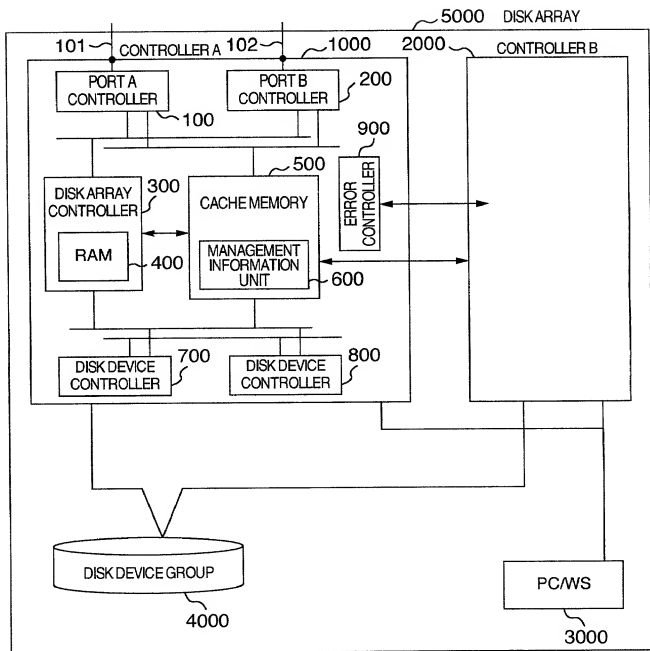 5000 DISK ARRAY
101
CONTROLLER A
102
1000
2000
CONTROLLER B
PORT A
CONTROLLER
100
PORT B
CONTROLLER
200
900
ERROR
CONTROLLER
DISK ARRAY
CONTROLLER
300
RAM
400
500
CACHE MEMORY
MANAGEMENT
INFORMATION
UNIT
600
DISK DEVICE
CONTROLLER
700
DISK DEVICE
CONTROLLER
800
DISK DEVICE GROUP
4000
PC/WS
3000